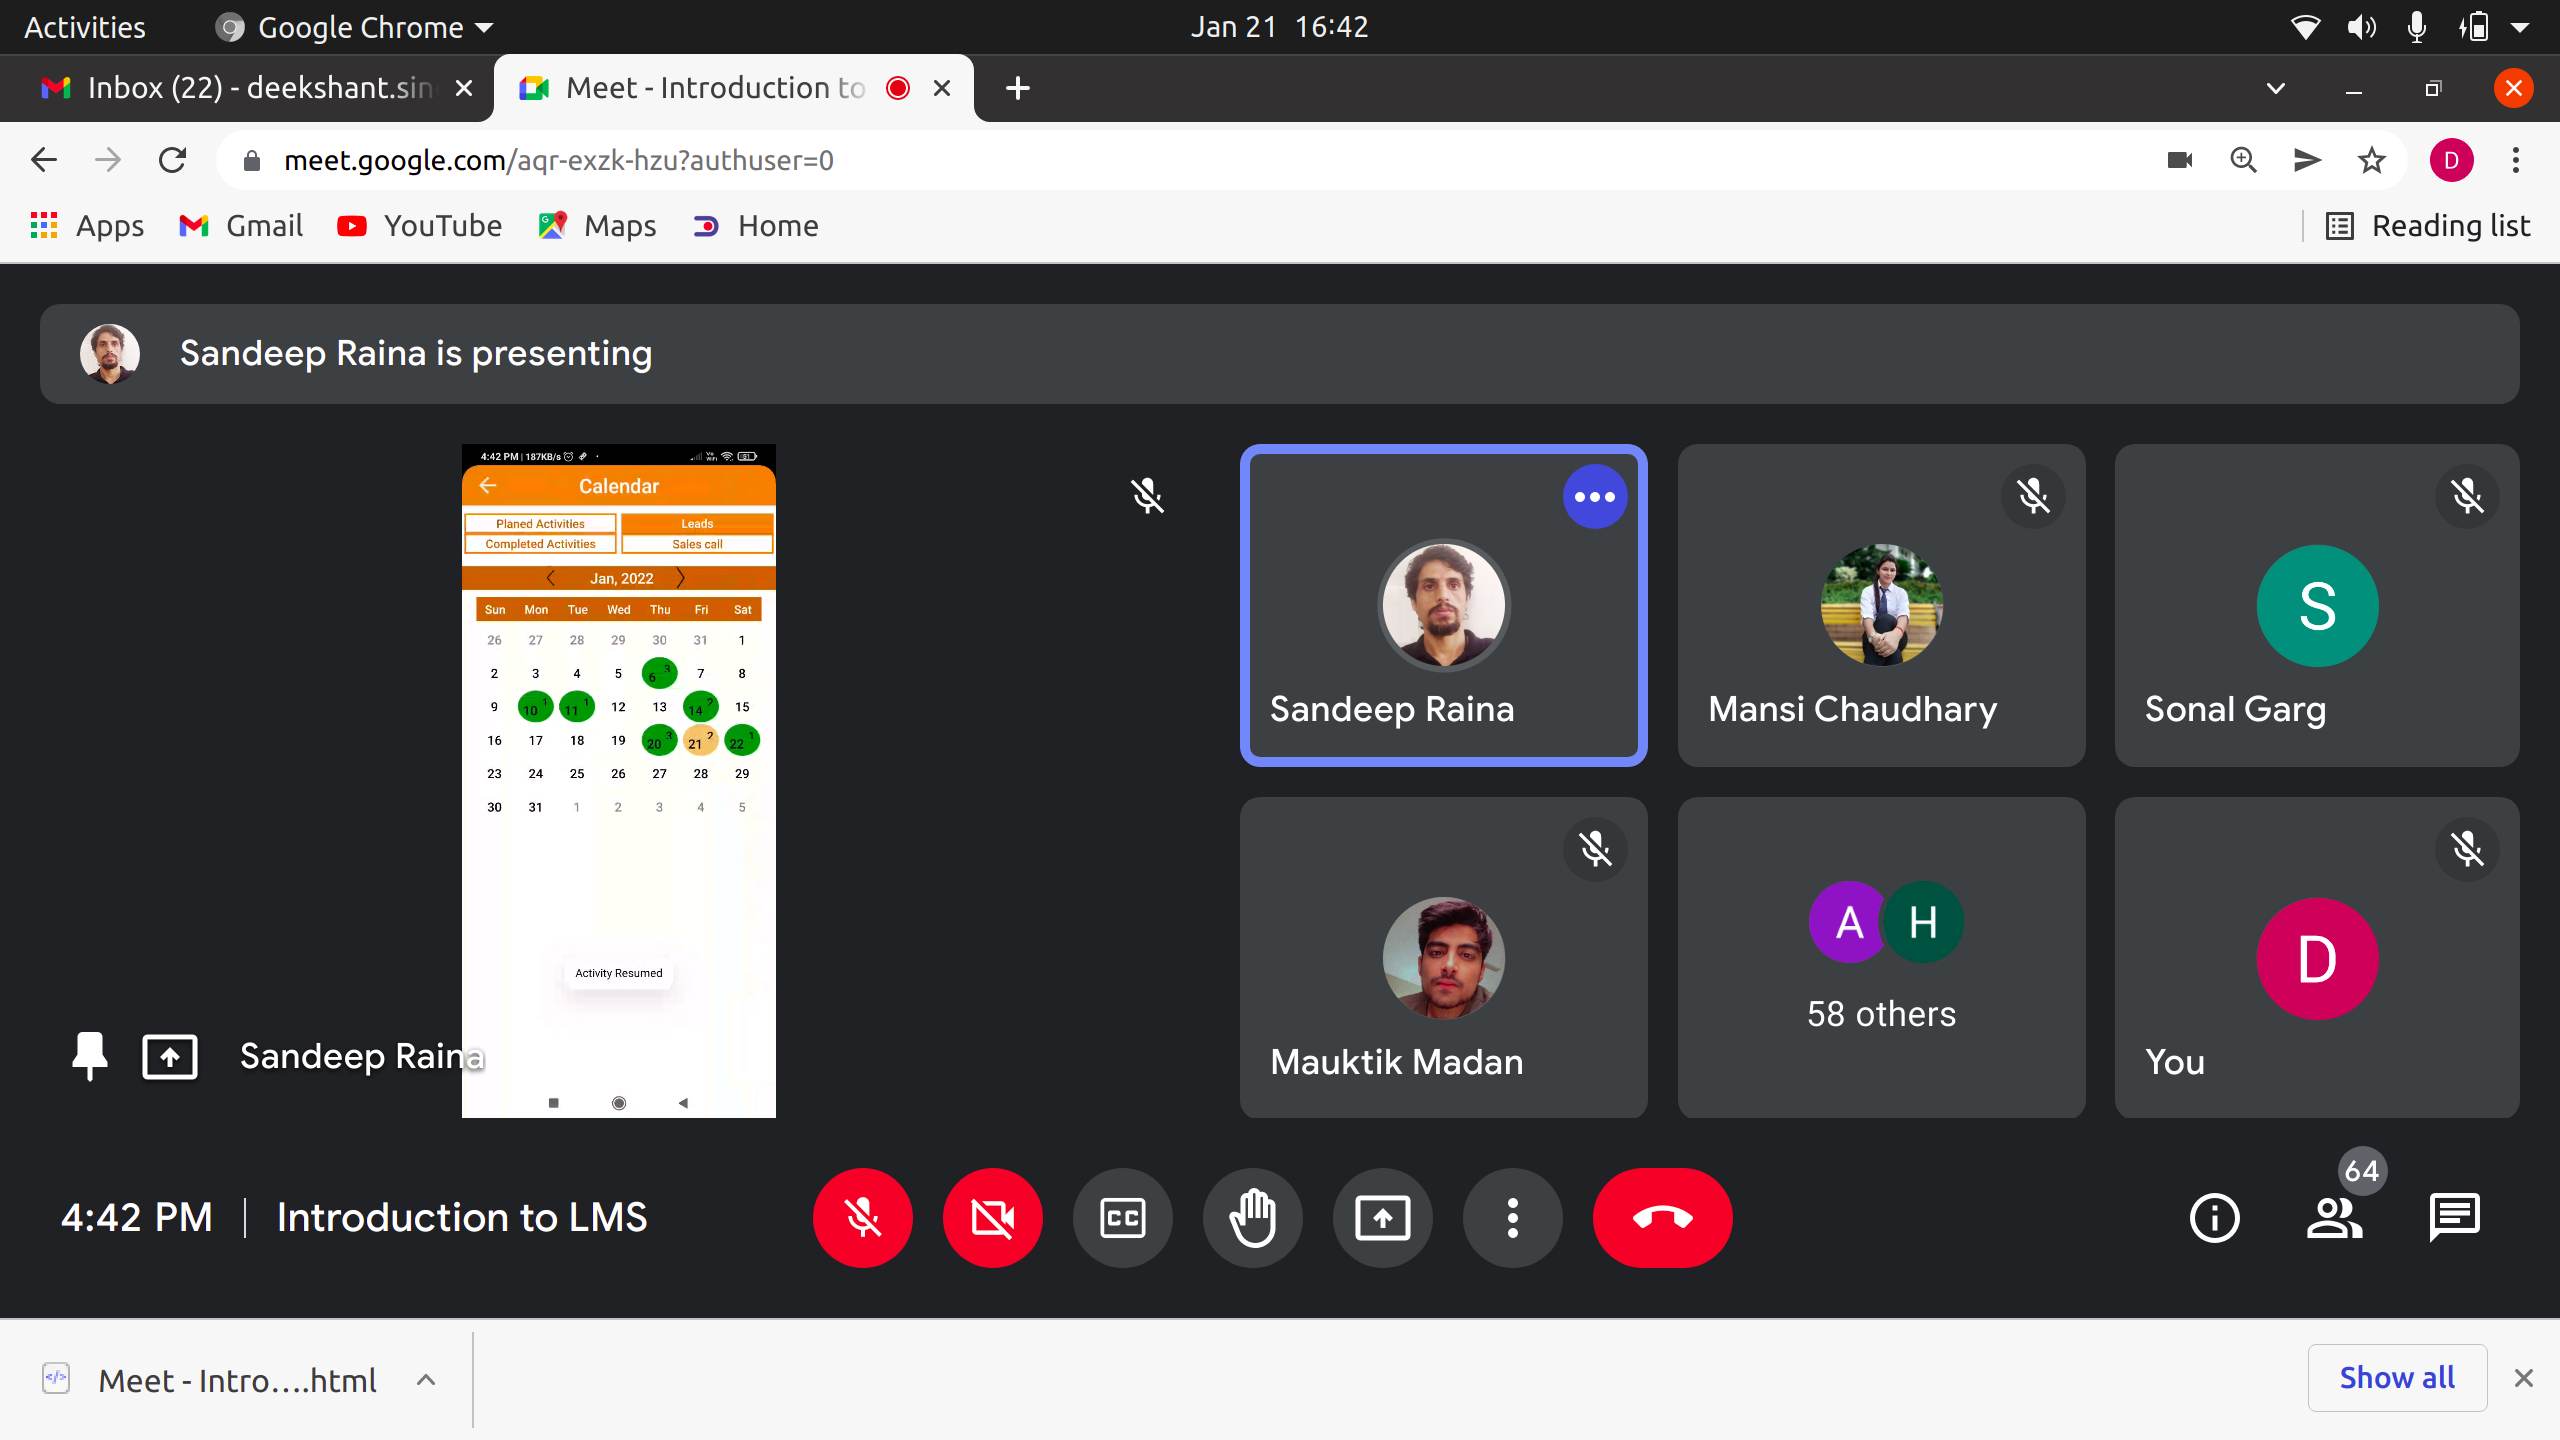 Activities Google Chrome Jan 21 16:42
Inbox (22) - deekshant.sin Meet - Introduction to
meet.google.com/aqr-exzk-hzu?authuser=0 D
Apps Gmail YouTube Maps Home Reading list
Sandeep Raina is presenting
4:42 PM | 187KB/s
Calendar
Planed Activities Leads
Completed Activities Sales call
Jan, 2022
Sun Mon Tue Wed Thu Fri Sat
26 27 28 29 30 31 1
2 3 4 5 6 3 7 8
9 10 1 11 1 12 13 14 2 15
16 17 18 19 20 3 21 2 22 1
23 24 25 26 27 28 29
30 31 1 2 3 4 5
Activity Resumed
Sandeep Raina
Sandeep Raina
Mansi Chaudhary
S
Sonal Garg
Mauktik Madan
A H
58 others
D
You
4:42 PM | Introduction to LMS
CC
64
Meet - Intro....html
Show all